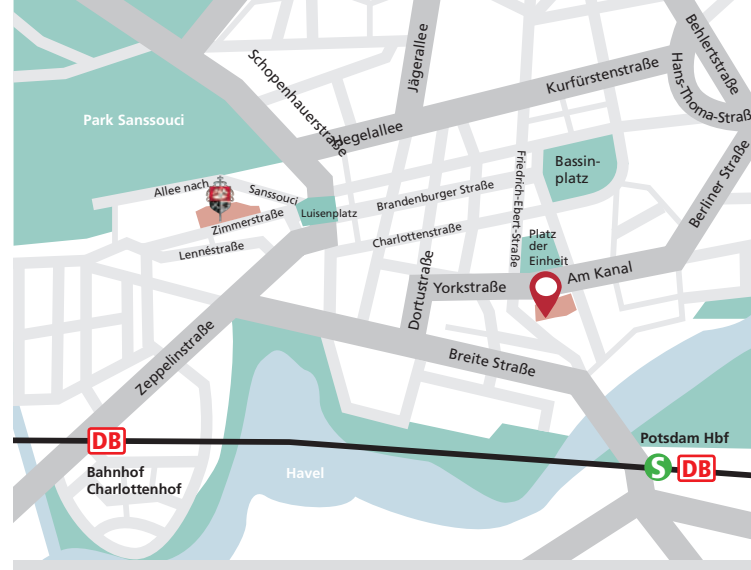 Jägerallee
Behlertstraße
Schopenhauerstraße
Kurfürstenstraße
Hans-Thoma-Straß
Park Sanssouci
Hegelallee
Berliner Straße
Friedrich-Ebert-Straße
Bassin-
platz
Allee nach
Sanssouci
Brandenburger Straße
Luisenplatz
Zimmerstraße
Charlottenstraße
Platz
der
Einheit
Lennéstraße
Dortustraße
Yorkstraße
Am Kanal
Zeppelinstraße
Breite Straße
DB
Bahnhof
Charlottenhof
Havel
Potsdam Hbf
S
DB